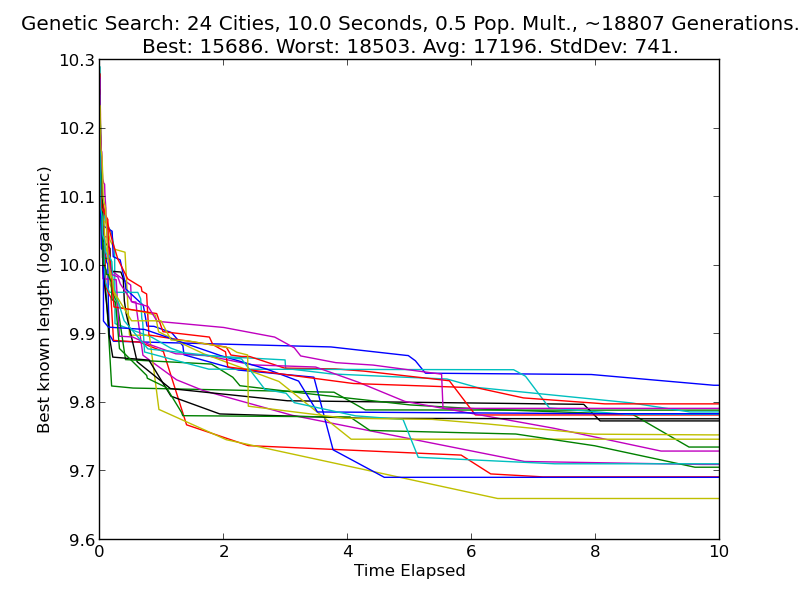 Genetic Search: 24 Cities, 10.0 Seconds, 0.5 Pop. Mult., ~18807 Generations.
Best: 15686. Worst: 18503. Avg: 17196. StdDev: 741.
10.3
10.2
10.1
10.0
9.9
9.8
9.7
9.6
Best known length (logarithmic)
0 2 4 6 8 10
Time Elapsed